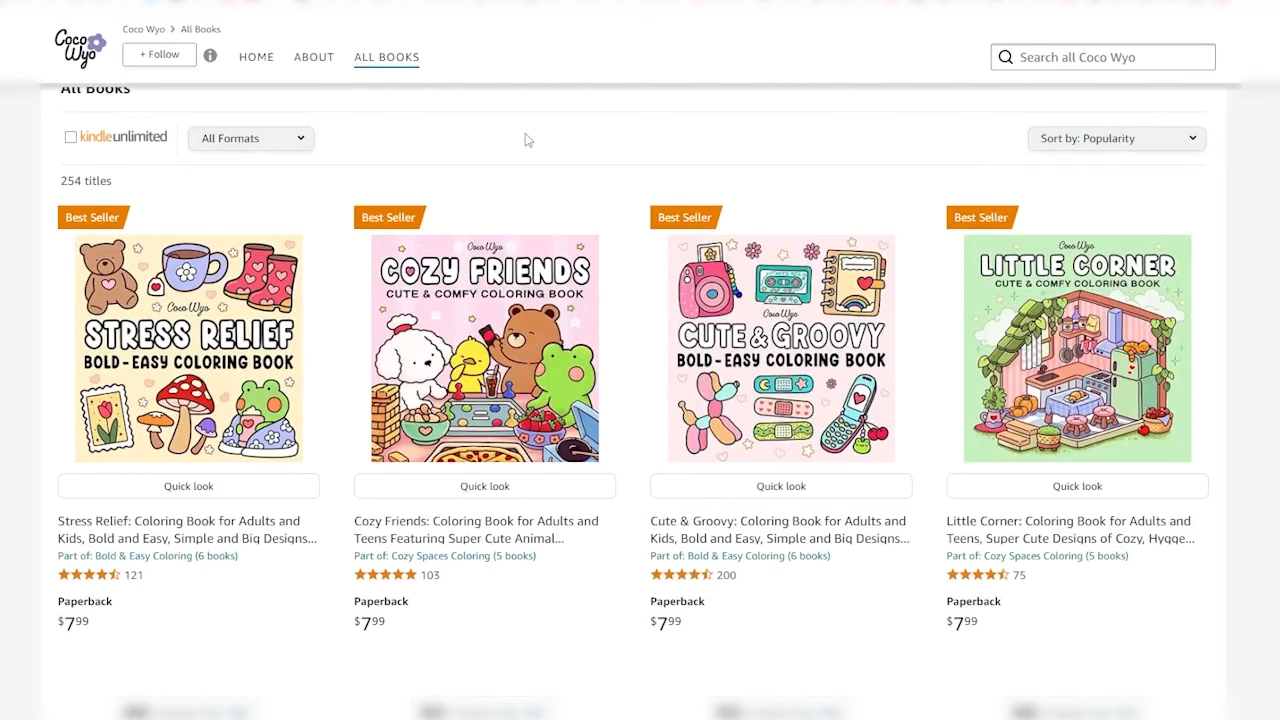 Coco Wyo
Coco Wyo > All Books
+ Follow
HOME
ABOUT
ALL BOOKS
Search all Coco Wyo
All Books
kindleunlimited
All Formats
Sort by: Popularity
254 titles
Best Seller
Best Seller
Best Seller
Best Seller
Coco Wyo
STRESS RELIEF
BOLD-EASY COLORING BOOK
Coco Wyo
COZY FRIENDS
CUTE & COMFY COLORING BOOK
Coco Wyo
CUTE & GROOVY
BOLD-EASY COLORING BOOK
Coco Wyo
LITTLE CORNER
CUTE & COMFY COLORING BOOK
Quick look
Quick look
Quick look
Quick look
Stress Relief: Coloring Book for Adults and
Kids, Bold and Easy, Simple and Big Designs...
Part of: Bold & Easy Coloring (6 books)
121
Paperback
$799
Cozy Friends: Coloring Book for Adults and
Teens Featuring Super Cute Animal...
Part of: Cozy Spaces Coloring (5 books)
103
Paperback
$799
Cute & Groovy: Coloring Book for Adults and
Kids, Bold and Easy, Simple and Big Designs...
Part of: Bold & Easy Coloring (6 books)
200
Paperback
$799
Little Corner: Coloring Book for Adults and
Teens, Super Cute Designs of Cozy, Hygge...
Part of: Cozy Spaces Coloring (5 books)
75
Paperback
$799